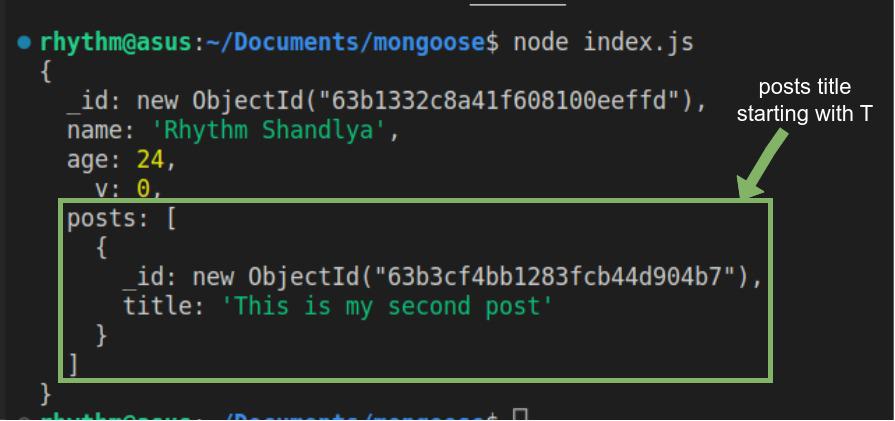 rhythm@asus:~/Documents/mongoose$ node index.js
{
_id: new ObjectId("63b1332c8a41f608100eeffd"),
name: 'Rhythm Shandlya',
age: 24,
v: 0,
posts: [
{
_id: new ObjectId("63b3cf4bb1283fcb44d904b7"),
title: 'This is my second post'
}
]
}
rhythm@asus:~/Documents/mongoose$
posts title
starting with T